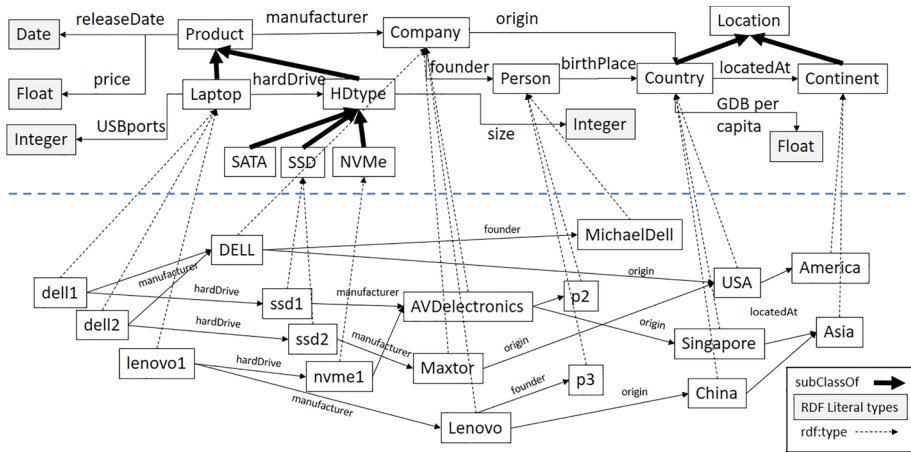 Date
releaseDate
Product
manufacturer
Company
origin
Location
Float
price
Laptop
hardDrive
HDtype
founder
Person
birthPlace
Country
locatedAt
Continent
Integer
USBports
size
Integer
GDB per
capita
Float
SATA
SSD
NVMe
DELL
founder
MichaelDell
manufacturer
origin
USA
America
dell1
hardDrive
ssd1
manufacturer
AVDelectronics
p2
locatedAt
dell2
hardDrive
ssd2
manufacturer
origin
origin
Singapore
Asia
lenovo1
hardDrive
nvme1
Maxtor
founder
p3
origin
China
manufacturer
Lenovo
subClassOf
RDF Literal types
rdf:type